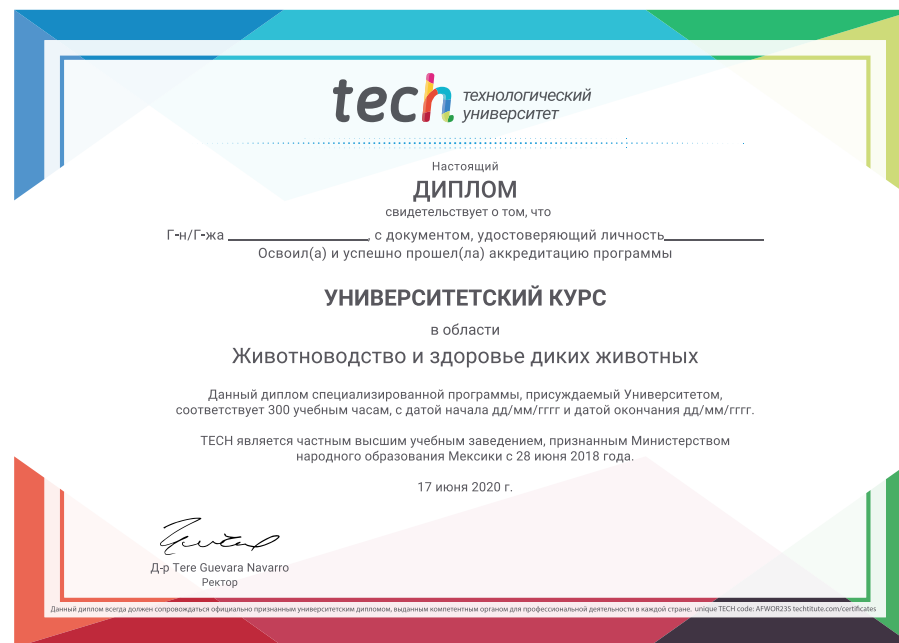 tech технологический
университет
Настоящий
ДИПЛОМ
свидетельствует о том, что
Г-н/Г-жа ____________________, с документом, удостоверяющий личность______________
Освоил(а) и успешно прошел(ла) аккредитацию программы
УНИВЕРСИТЕТСКИЙ КУРС
в области
Животноводство и здоровье диких животных
Данный диплом специализированной программы, присуждаемый Университетом,
соответствует 300 учебным часам, с датой начала дд/мм/гггг и датой окончания дд/мм/гггг.
TECH является частным высшим учебным заведением, признанным Министерством
народного образования Мексики с 28 июня 2018 года.
17 июня 2020 г.
Д-р Tere Guevara Navarro
Ректор
Данный диплом всегда должен сопровождаться официально признанным университетским дипломом, выданным компетентным органом для профессиональной деятельности в каждой стране. unique TECH code: AFWOR23S techtitute.com/certificates